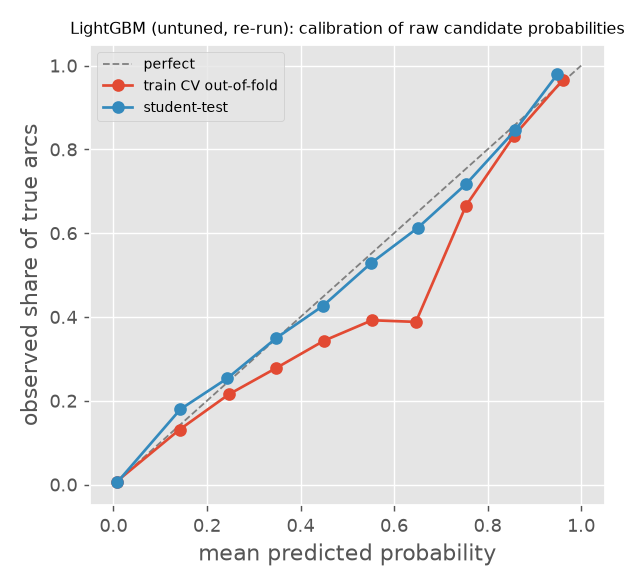 LightGBM (untuned, re-run): calibration of raw candidate probabilities
perfect
train CV out-of-fold
student-test
observed share of true arcs
1.0
0.8
0.6
0.4
0.2
0.0
0.0 0.2 0.4 0.6 0.8 1.0
mean predicted probability